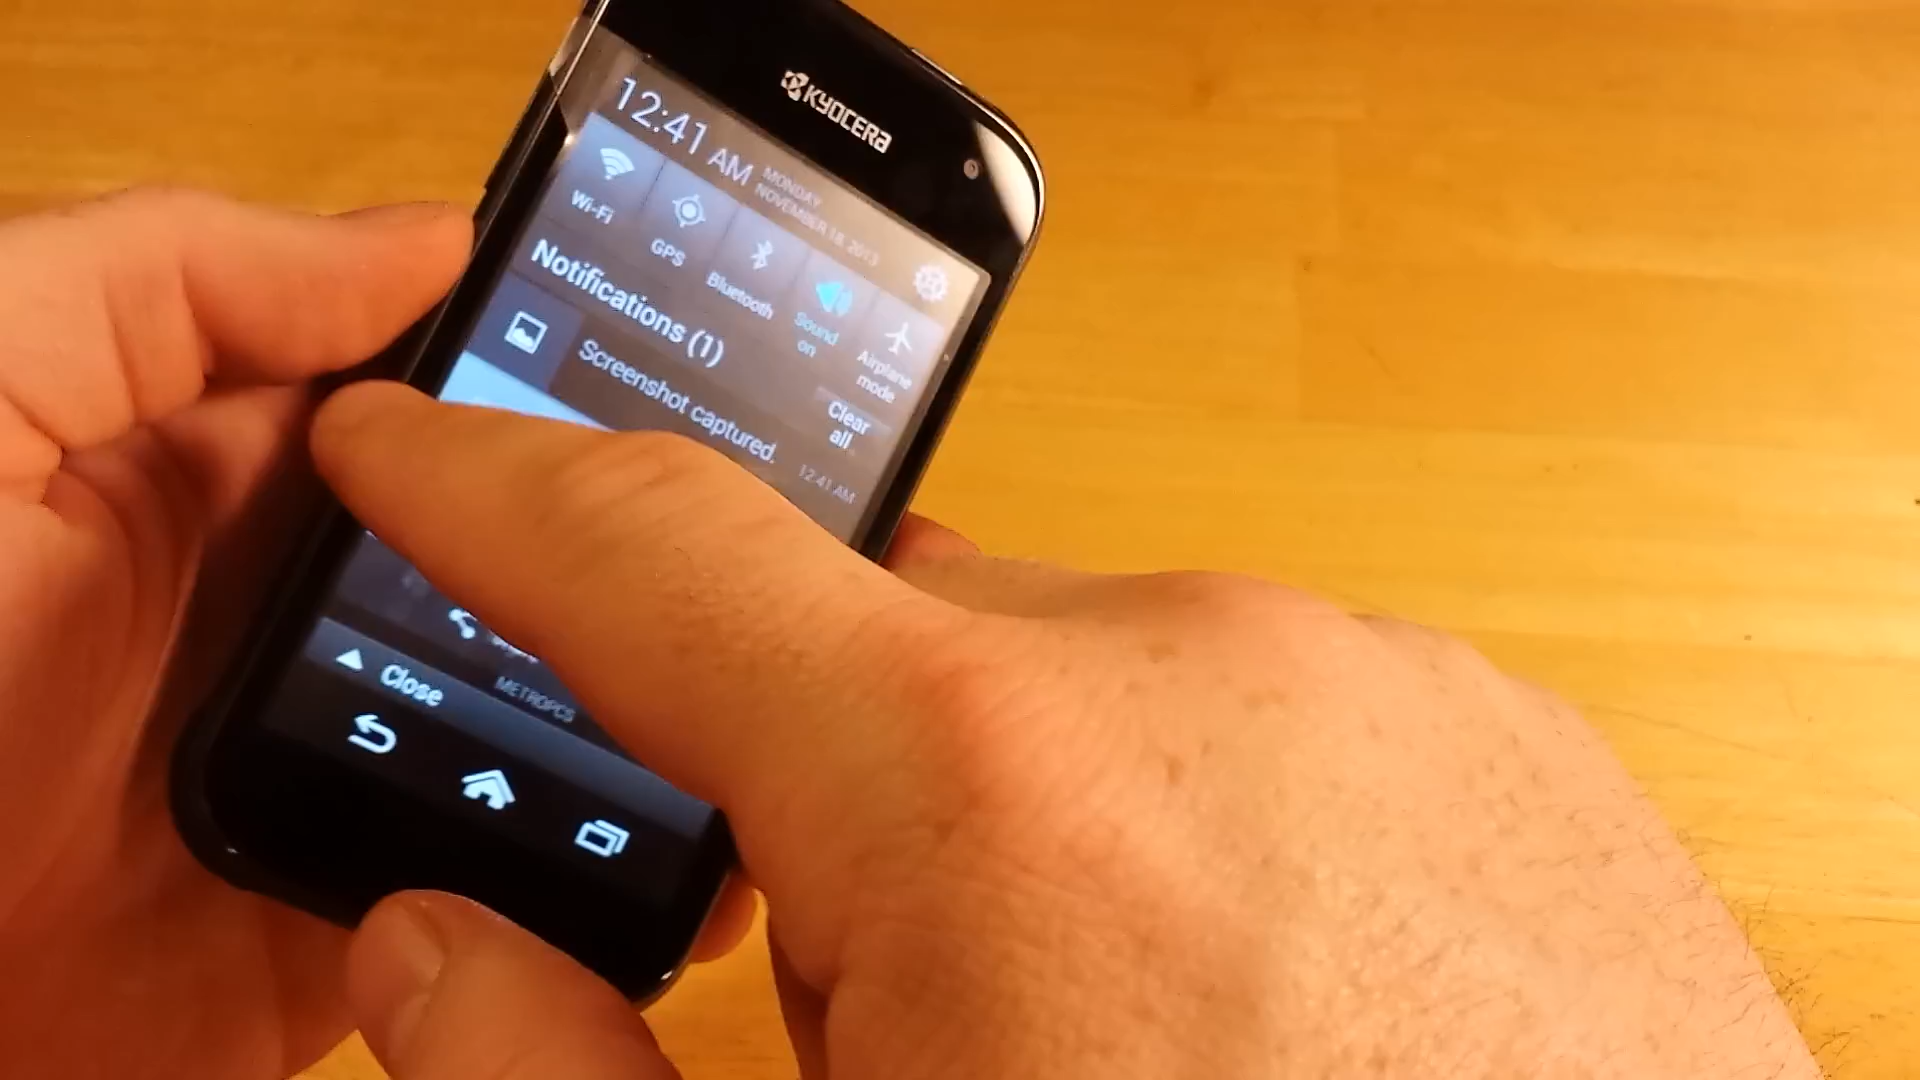 KYOCERA
12:41 AM
MONDAY
NOVEMBER 18, 2013
Wi-Fi
GPS
Bluetooth
Sound
on
Airplane
mode
Notifications (1)
Clear
all
Screenshot captured.
12:41 AM
Close
METROPCS